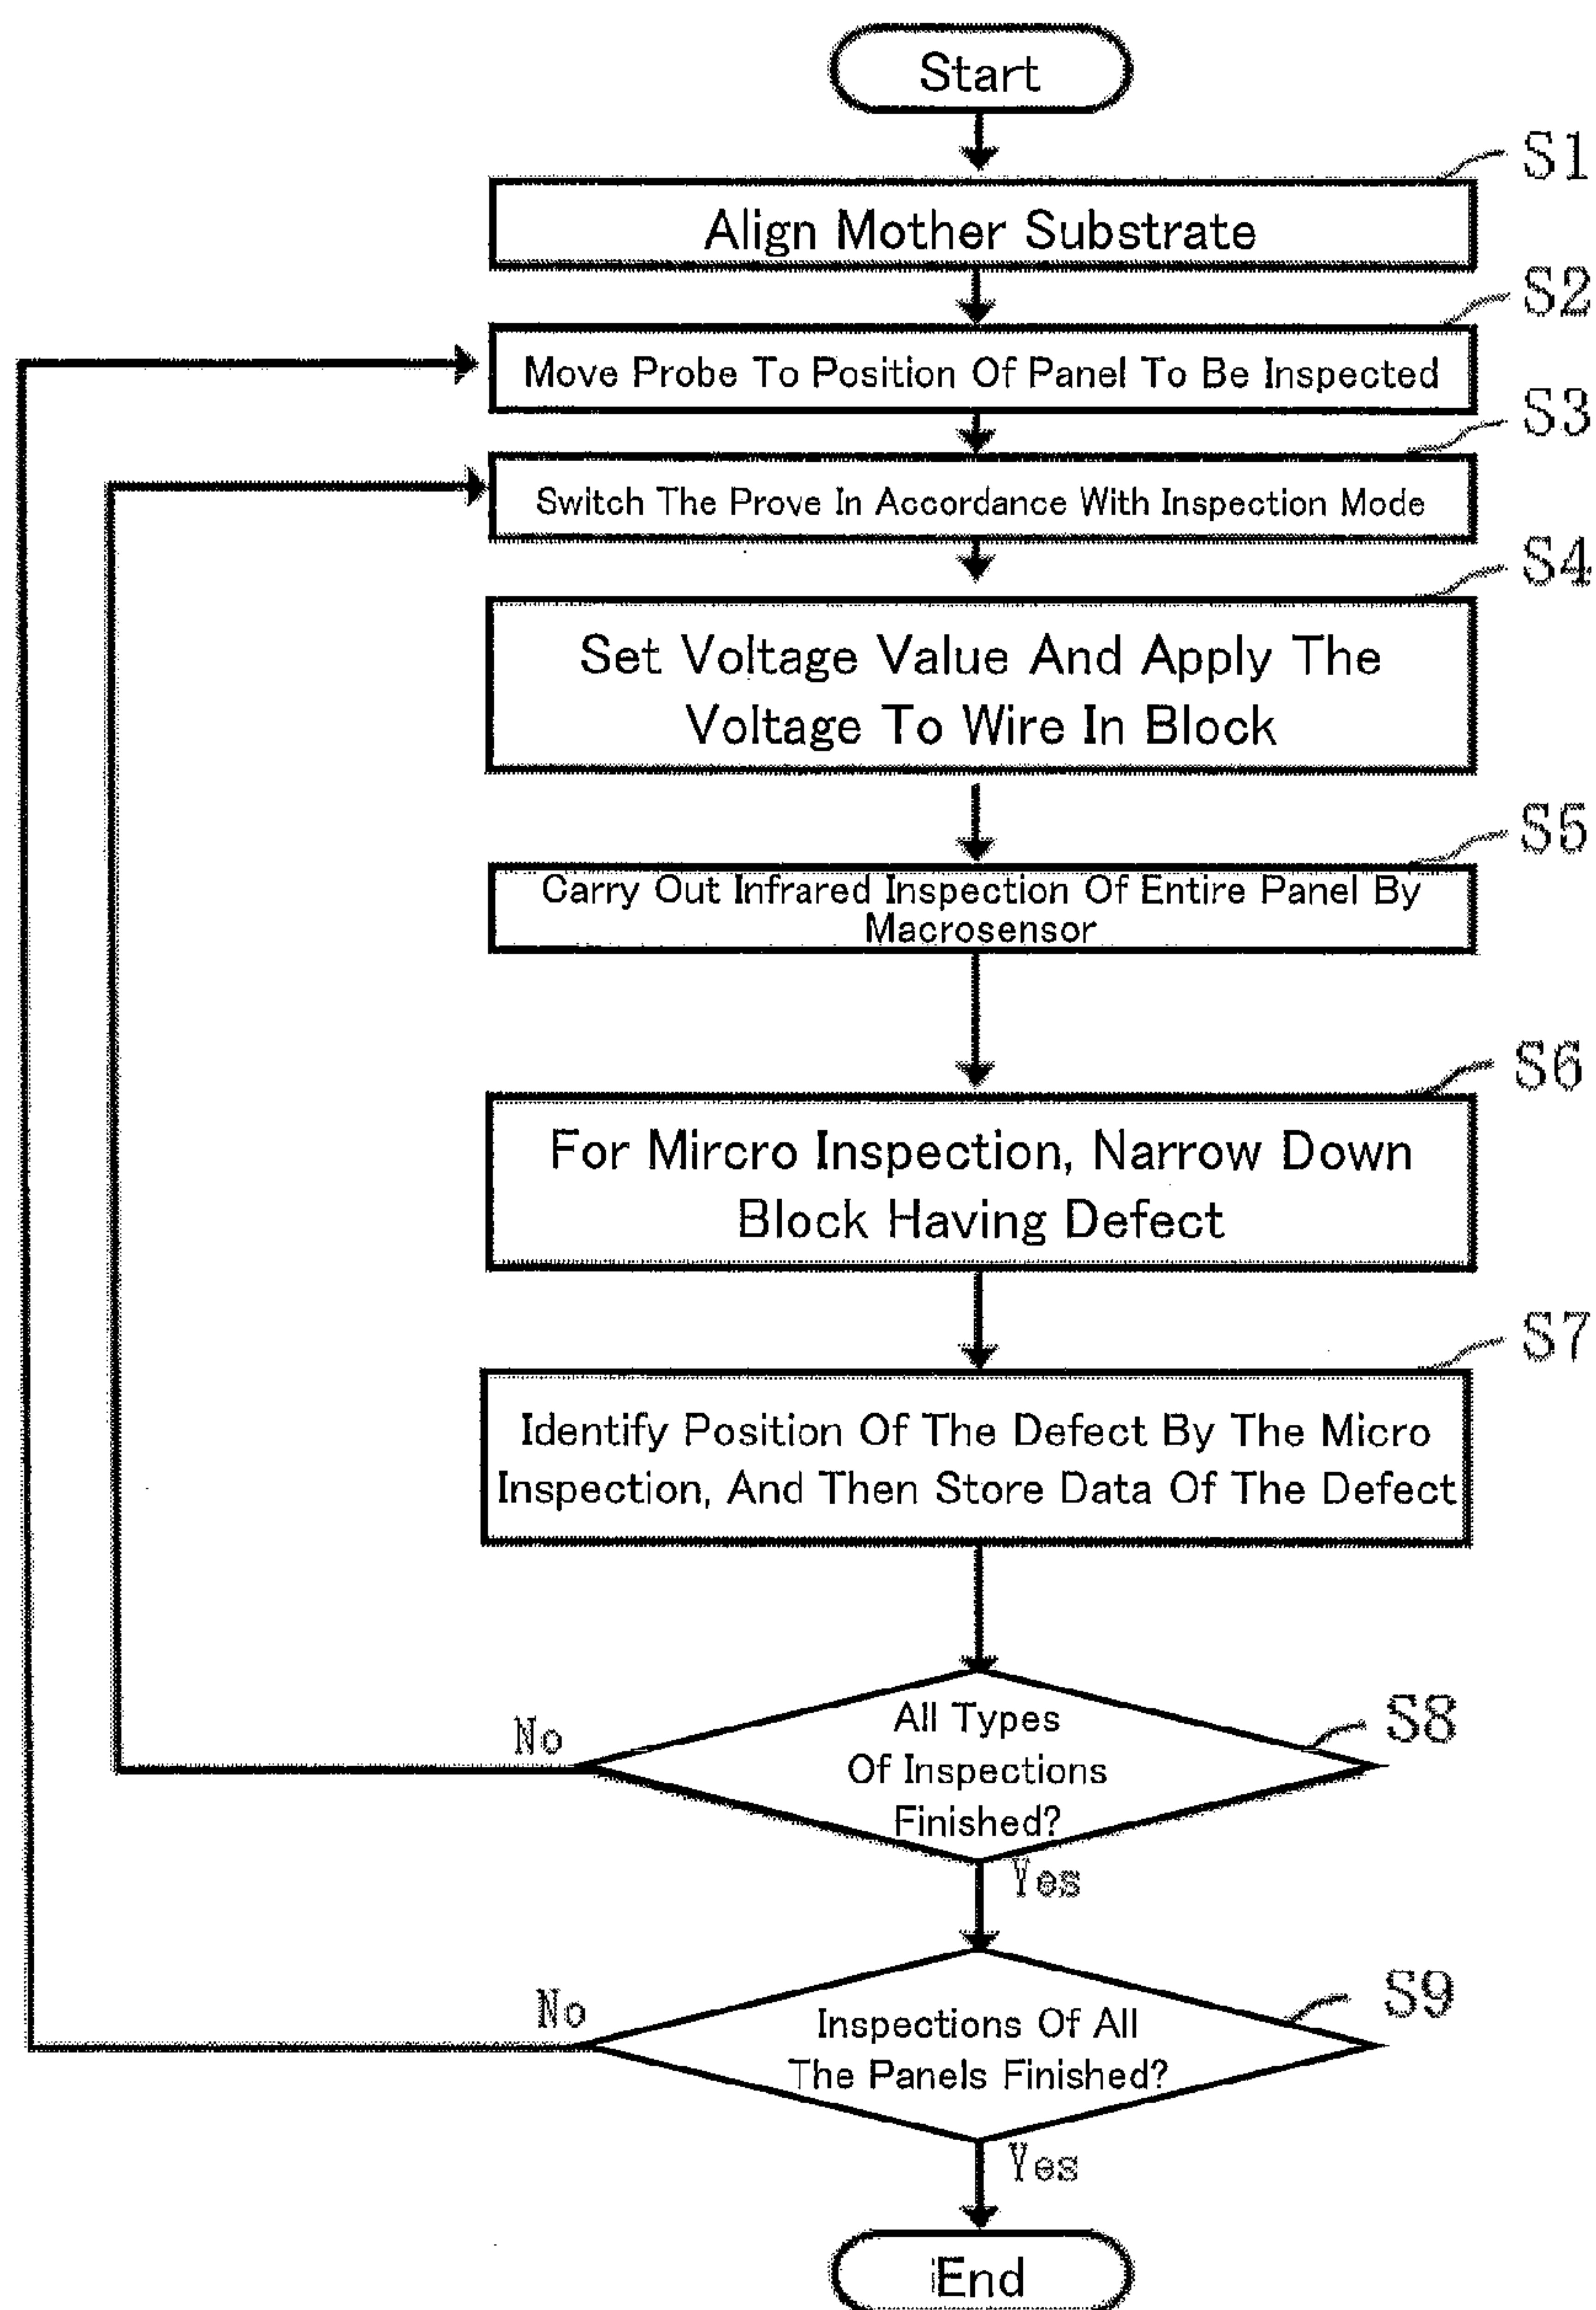 Start
S1
Align Mother Substrate
S2
Move Probe To Position Of Panel To Be Inspected
S3
Switch The Prove In Accordance With Inspection Mode
S4
Set Voltage Value And Apply The
Voltage To Wire In Block
S5
Carry Out Infrared Inspection Of Entire Panel By
Macrosensor
S6
For Mircro Inspection, Narrow Down
Block Having Defect
S7
Identify Position Of The Defect By The Micro
Inspection, And Then Store Data Of The Defect
No
S8
All Types
Of Inspections
Finished?
Yes
No
S9
Inspections Of All
The Panels Finished?
Yes
End